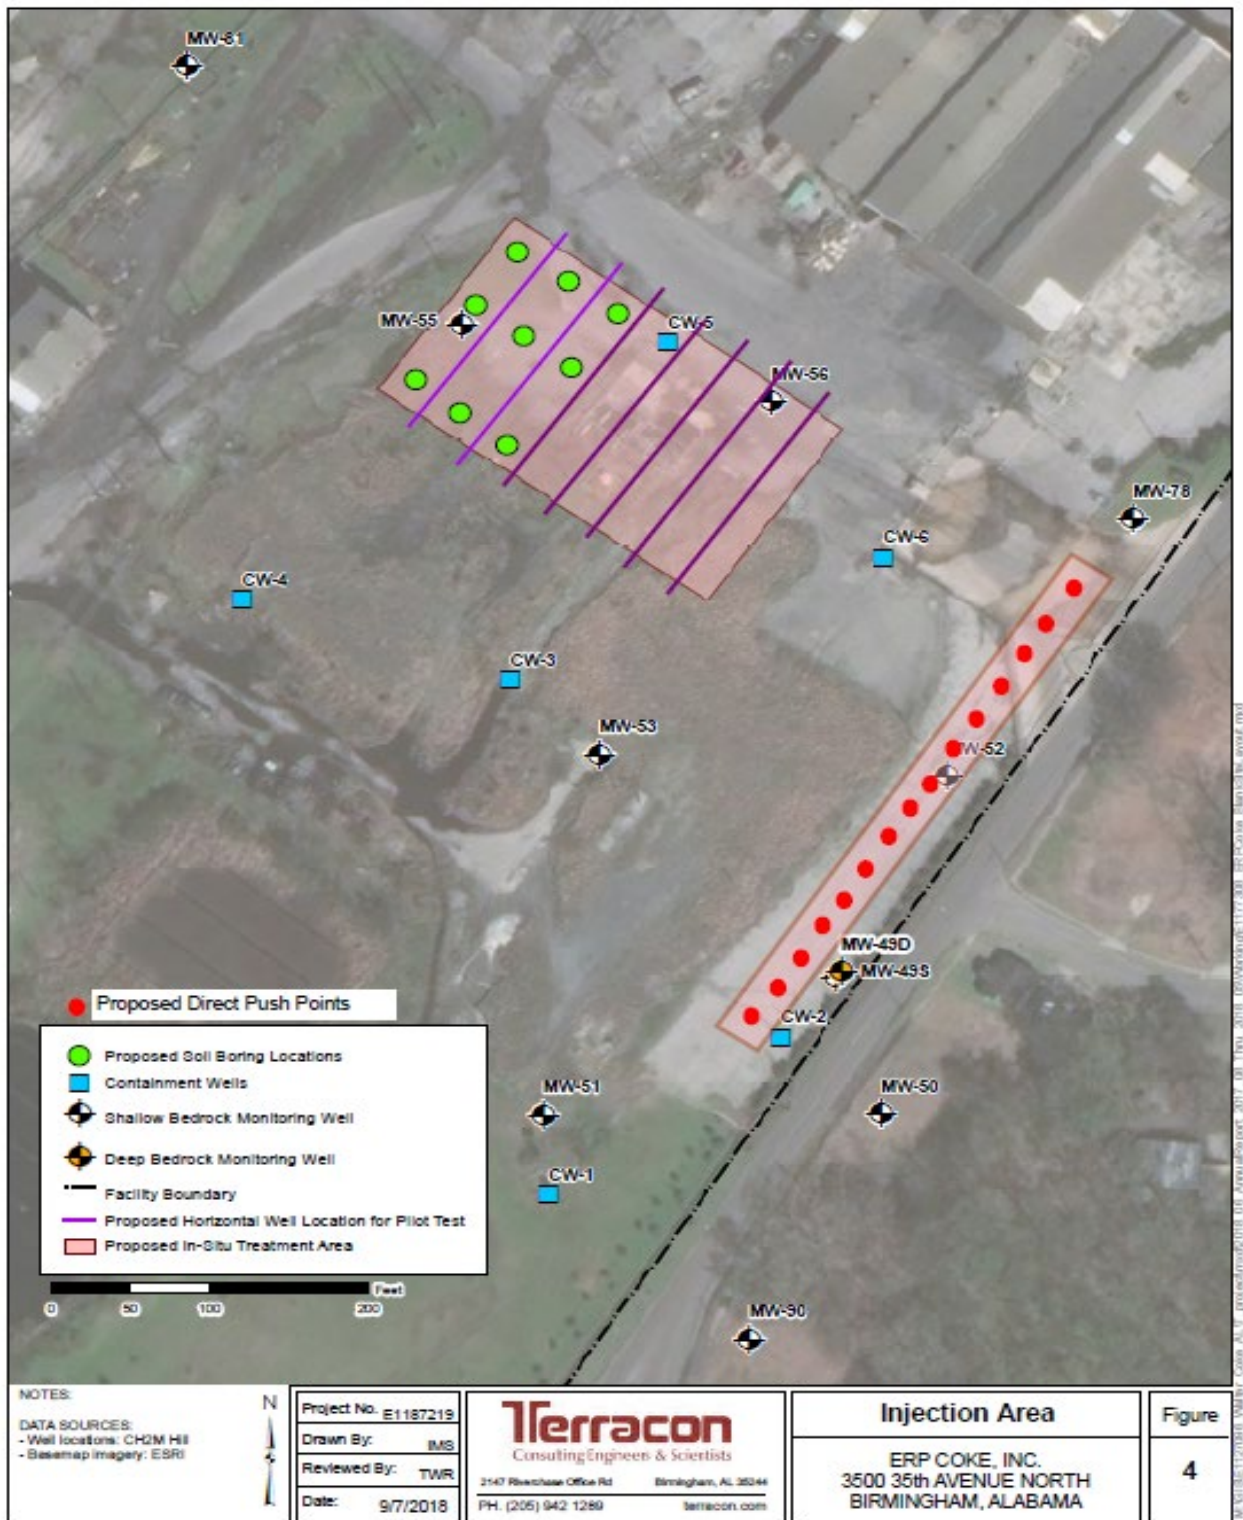 MW-81
MW-55
CW-5
MW-56
MW-78
CW-6
CW-4
CW-3
MW-53
W-52
MW-49D
MW-49S
CW-2
MW-51
MW-50
CW-1
MW-90
Proposed Direct Push Points
Proposed Soil Boring Locations
Containment Wells
Shallow Bedrock Monitoring Well
Deep Bedrock Monitoring Well
Facility Boundary
Proposed Horizontal Well Location for Pilot Test
Proposed In-Situ Treatment Area
Feet
0 50 100 200
NOTES:
DATA SOURCES:
- Well locations: CH2M Hill
- Basemap imagery: ESRI
N
Project No. E1187219
Drawn By: IMS
Reviewed By: TWR
Date: 9/7/2018
Terracon
Consulting Engineers & Scientists
2147 Riverchase Office Rd Birmingham, AL 35244
PH. (205) 942 1289 terracon.com
Injection Area
ERP COKE, INC.
3500 35th AVENUE NORTH
BIRMINGHAM, ALABAMA
Figure
4